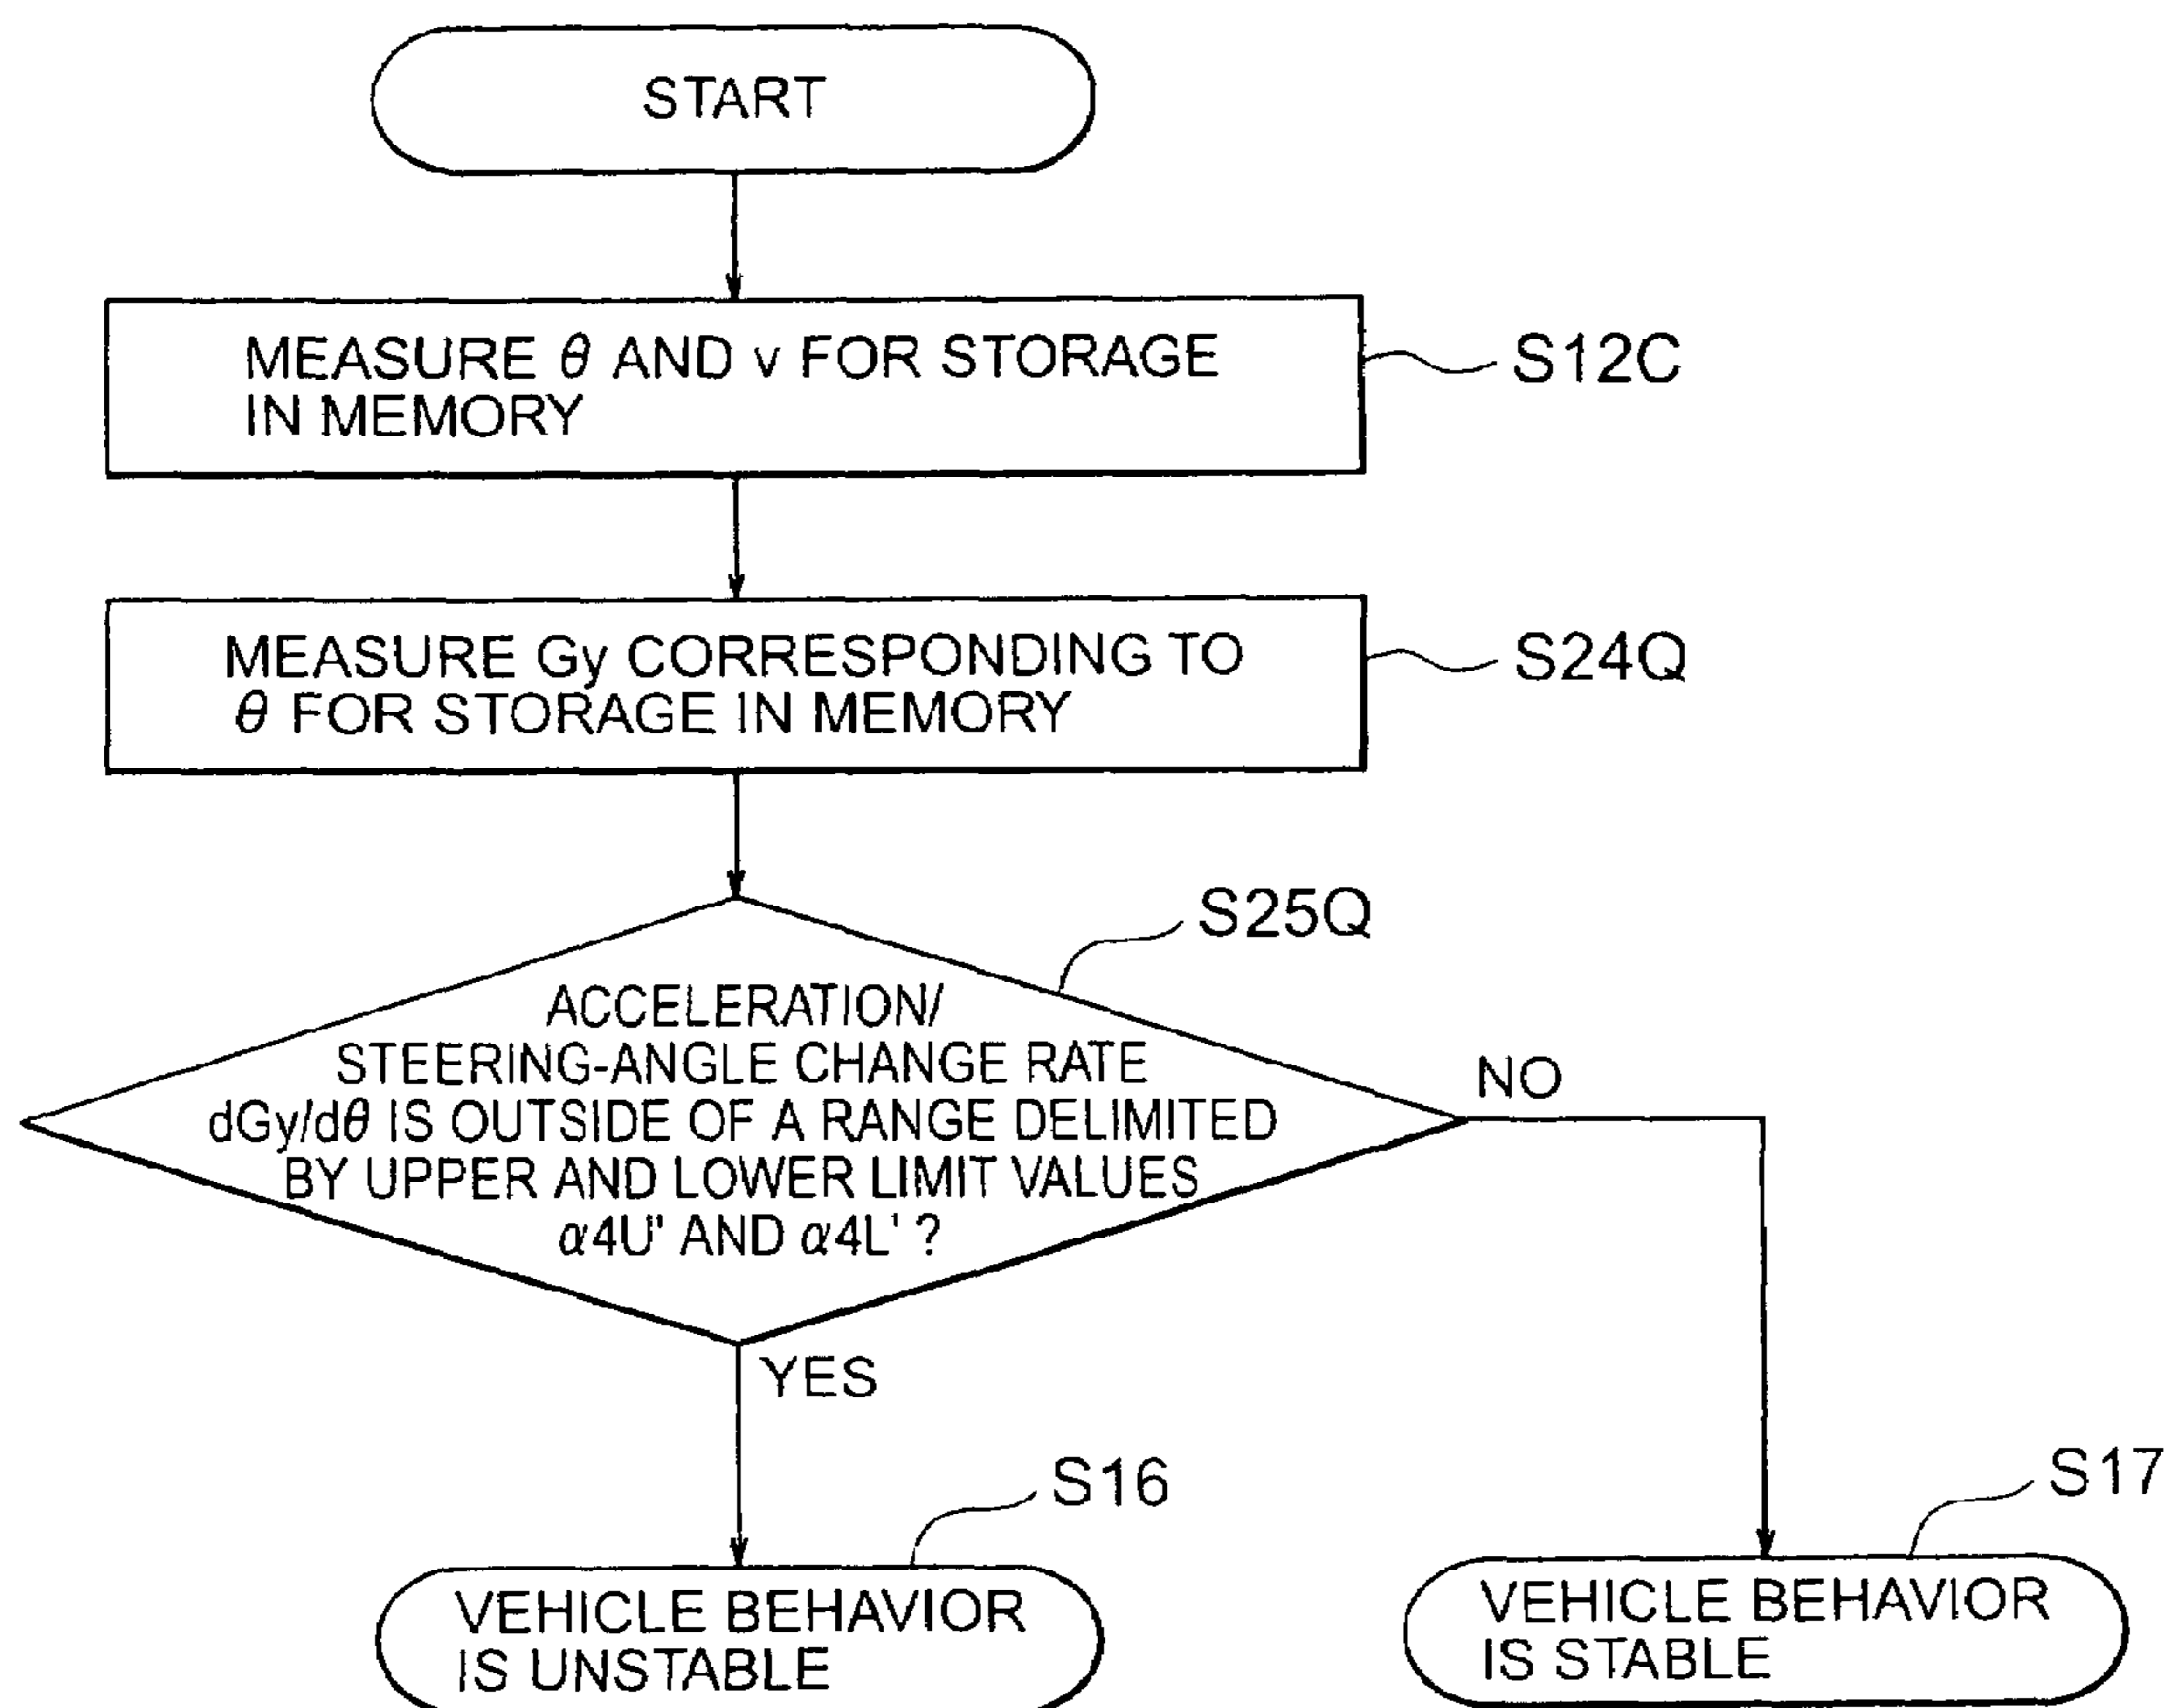 START
MEASURE θ AND v FOR STORAGE
IN MEMORY
S12C
MEASURE Gy CORRESPONDING TO
θ FOR STORAGE IN MEMORY
S24Q
S25Q
ACCELERATION/
STEERING-ANGLE CHANGE RATE
dGy/dθ IS OUTSIDE OF A RANGE DELIMITED
BY UPPER AND LOWER LIMIT VALUES
α4U' AND α4L' ?
NO
YES
S16
VEHICLE BEHAVIOR
IS UNSTABLE
S17
VEHICLE BEHAVIOR
IS STABLE